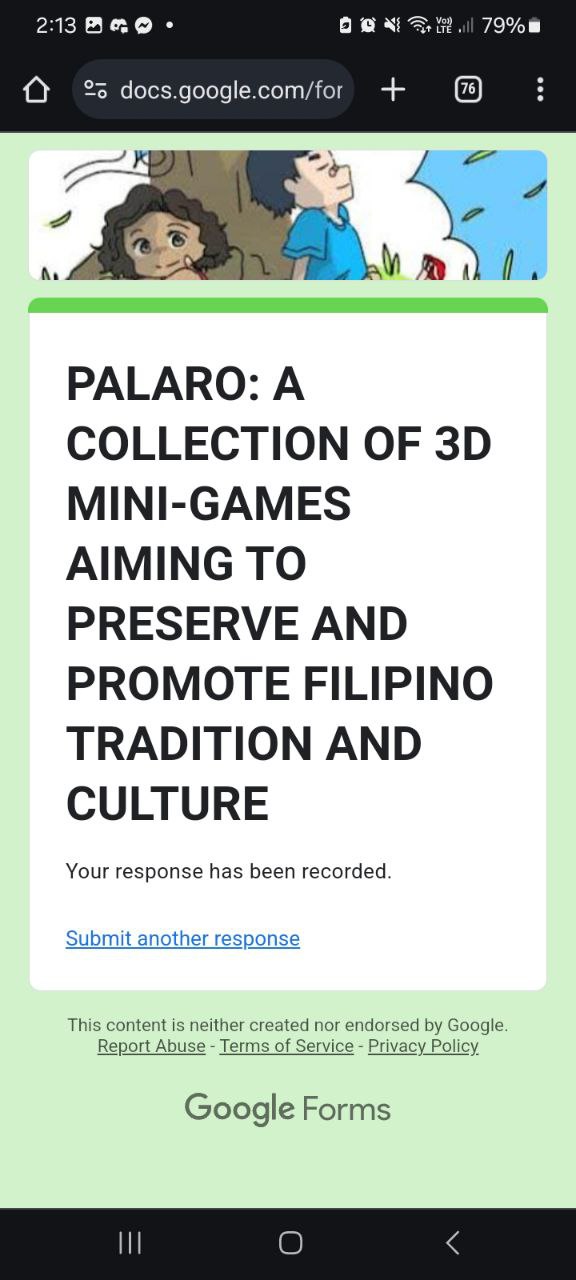 2:13
Vo)) LTE
79%
docs.google.com/for
76
PALARO: A
COLLECTION OF 3D
MINI-GAMES
AIMING TO
PRESERVE AND
PROMOTE FILIPINO
TRADITION AND
CULTURE
Your response has been recorded.
Submit another response
This content is neither created nor endorsed by Google.
Report Abuse - Terms of Service - Privacy Policy
Google Forms